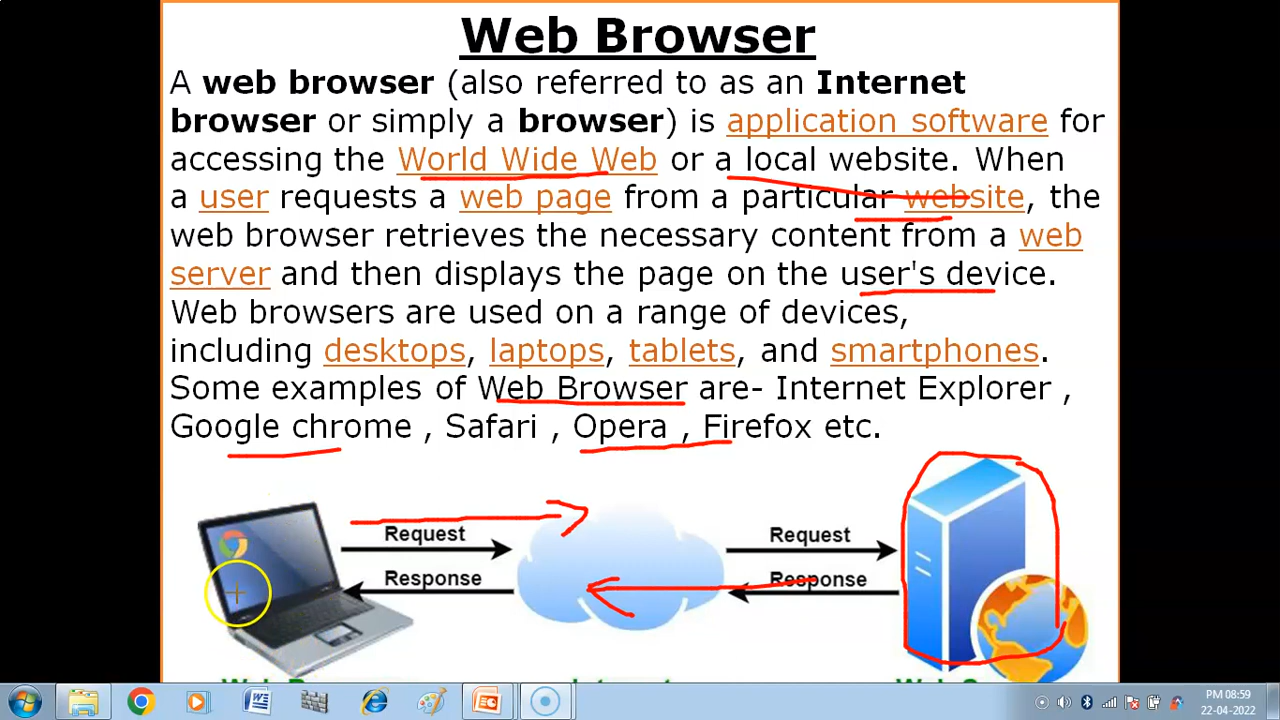 Web Browser
A web browser (also referred to as an Internet
browser or simply a browser) is application software for
accessing the World Wide Web or a local website. When
a user requests a web page from a particular website, the
web browser retrieves the necessary content from a web
server and then displays the page on the user's device.
Web browsers are used on a range of devices,
including desktops, laptops, tablets, and smartphones.
Some examples of Web Browser are- Internet Explorer ,
Google chrome , Safari , Opera , Firefox etc.
Request
Request
Response
Response
PM 08:59
22-04-2022